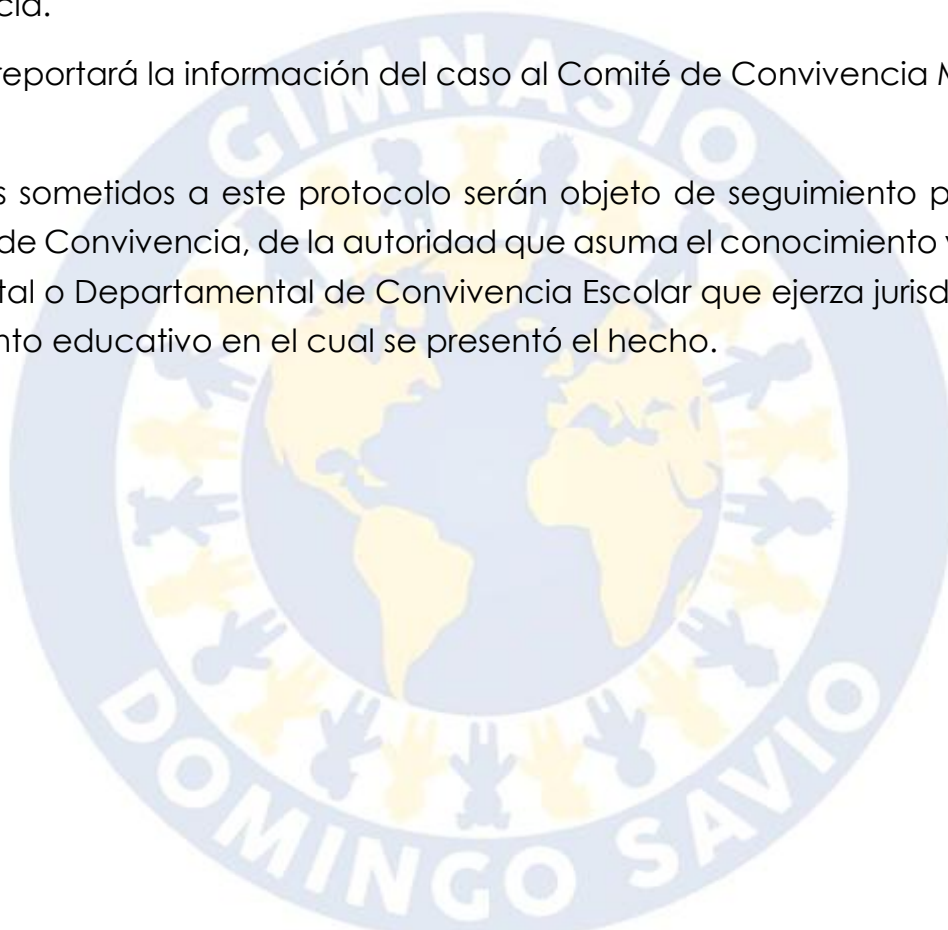 cia.
reportará la información del caso al Comité de Convivencia
s sometidos a este protocolo serán objeto de seguimiento p
de Convivencia, de la autoridad que asuma el conocimiento y
tal o Departamental de Convivencia Escolar que ejerza jurisd
nto educativo en el cual se presentó el hecho.
GIMNASIO
DOMINGO SAVIO